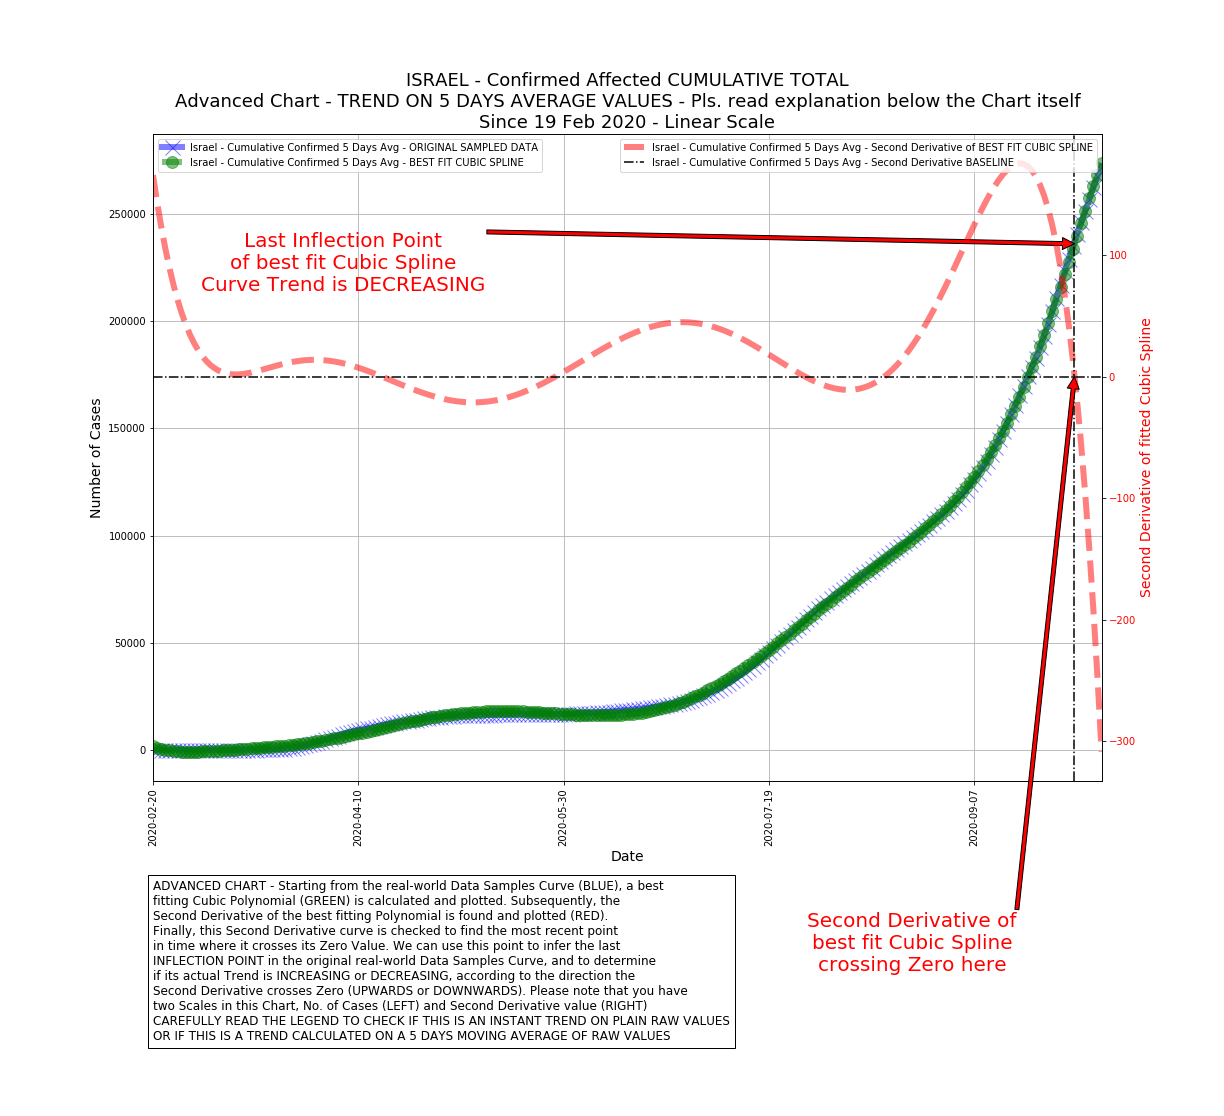 ISRAEL - Confirmed Affected CUMULATIVE TOTAL
Advanced Chart - TREND ON 5 DAYS AVERAGE VALUES - Pls. read explanation below the Chart itself
Since 19 Feb 2020 - Linear Scale
Israel - Cumulative Confirmed 5 Days Avg - ORIGINAL SAMPLED DATA
Israel - Cumulative Confirmed 5 Days Avg - BEST FIT CUBIC SPLINE
Israel - Cumulative Confirmed 5 Days Avg - Second Derivative of BEST FIT CUBIC SPLINE
Israel - Cumulative Confirmed 5 Days Avg - Second Derivative BASELINE
Last Inflection Point
of best fit Cubic Spline
Curve Trend is DECREASING
Number of Cases
250000
200000
150000
100000
50000
0
100
0
−100
−200
−300
Second Derivative of fitted Cubic Spline
2020-02-20
2020-04-10
2020-05-30
2020-07-19
2020-09-07
Date
Second Derivative of
best fit Cubic Spline
crossing Zero here
ADVANCED CHART - Starting from the real-world Data Samples Curve (BLUE), a best
fitting Cubic Polynomial (GREEN) is calculated and plotted. Subsequently, the
Second Derivative of the best fitting Polynomial is found and plotted (RED).
Finally, this Second Derivative curve is checked to find the most recent point
in time where it crosses its Zero Value. We can use this point to infer the last
INFLECTION POINT in the original real-world Data Samples Curve, and to determine
if its actual Trend is INCREASING or DECREASING, according to the direction the
Second Derivative crosses Zero (UPWARDS or DOWNWARDS). Please note that you have
two Scales in this Chart, No. of Cases (LEFT) and Second Derivative value (RIGHT)
CAREFULLY READ THE LEGEND TO CHECK IF THIS IS AN INSTANT TREND ON PLAIN RAW VALUES
OR IF THIS IS A TREND CALCULATED ON A 5 DAYS MOVING AVERAGE OF RAW VALUES